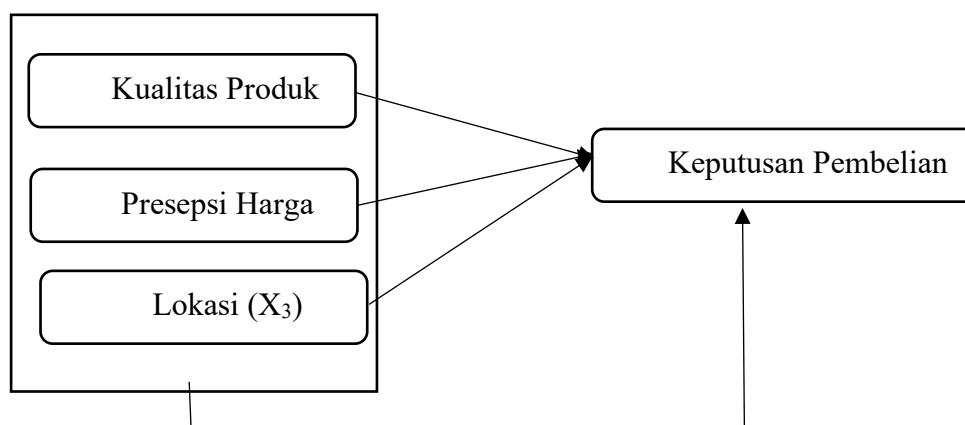 Kualitas Produk
Presepsi Harga
Lokasi (X₃)
Keputusan Pembelian